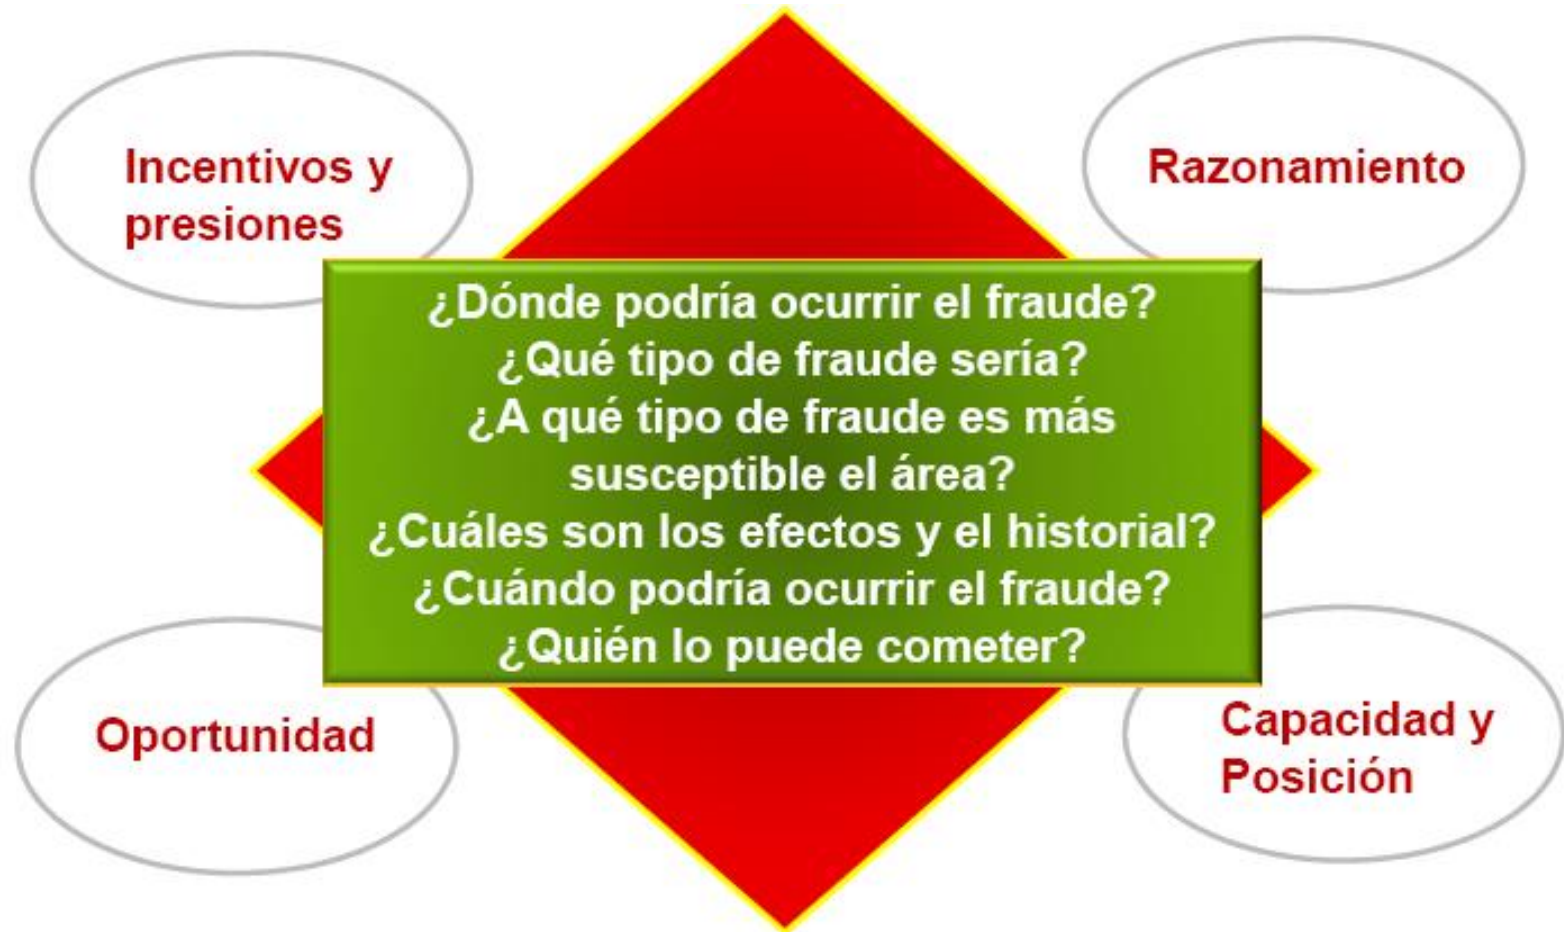 Incentivos y
presiones
Razonamiento
¿Dónde podría ocurrir el fraude?
¿Qué tipo de fraude sería?
¿A qué tipo de fraude es más
susceptible el área?
¿Cuáles son los efectos y el historial?
¿Cuándo podría ocurrir el fraude?
¿Quién lo puede cometer?
Oportunidad
Capacidad y
Posición